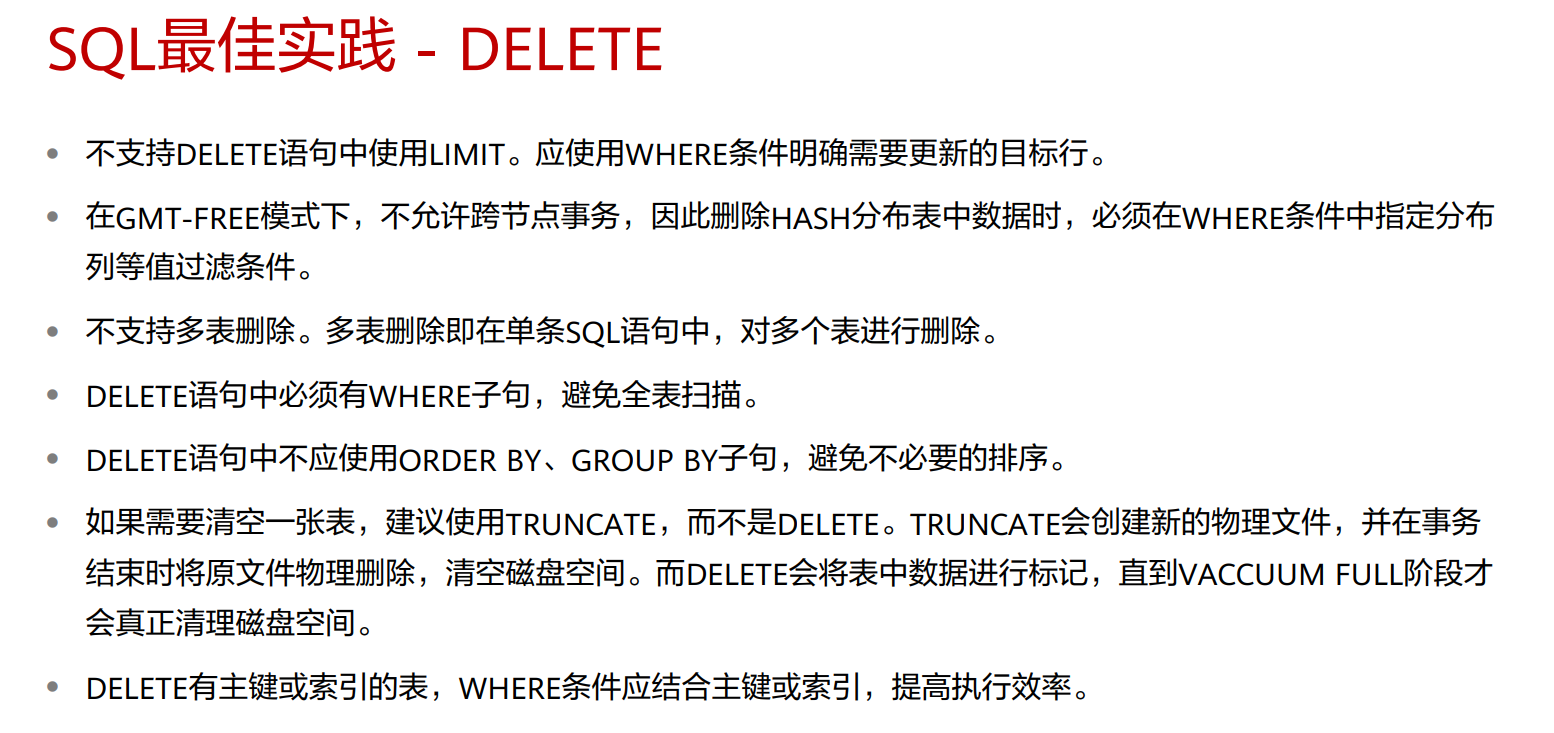 SQL最佳实践 - DELETE
• 不支持DELETE语句中使用LIMIT。应使用WHERE条件明确需要更新的目标行。
• 在GMT-FREE模式下，不允许跨节点事务，因此删除HASH分布表中数据时，必须在WHERE条件中指定分布
列等值过滤条件。
• 不支持多表删除。多表删除即在单条SQL语句中，对多个表进行删除。
• DELETE语句中必须有WHERE子句，避免全表扫描。
• DELETE语句中不应使用ORDER BY、GROUP BY子句，避免不必要的排序。
• 如果需要清空一张表，建议使用TRUNCATE，而不是DELETE。TRUNCATE会创建新的物理文件，并在事务
结束时将原文件物理删除，清空磁盘空间。而DELETE会将表中数据进行标记，直到VACCUUM FULL阶段才
会真正清理磁盘空间。
• DELETE有主键或索引的表，WHERE条件应结合主键或索引，提高执行效率。